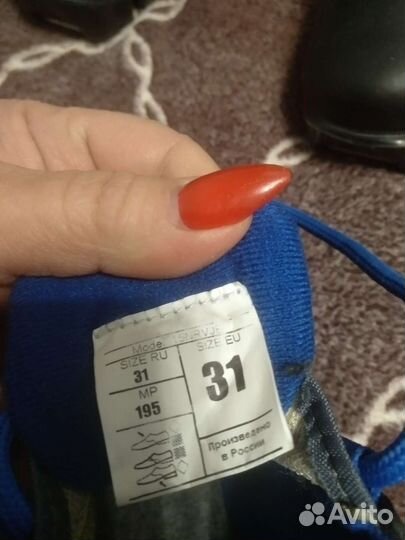 Mode
SIZE RU
31
MP
195
SIZE EU
31
Произведено
в России
Avito